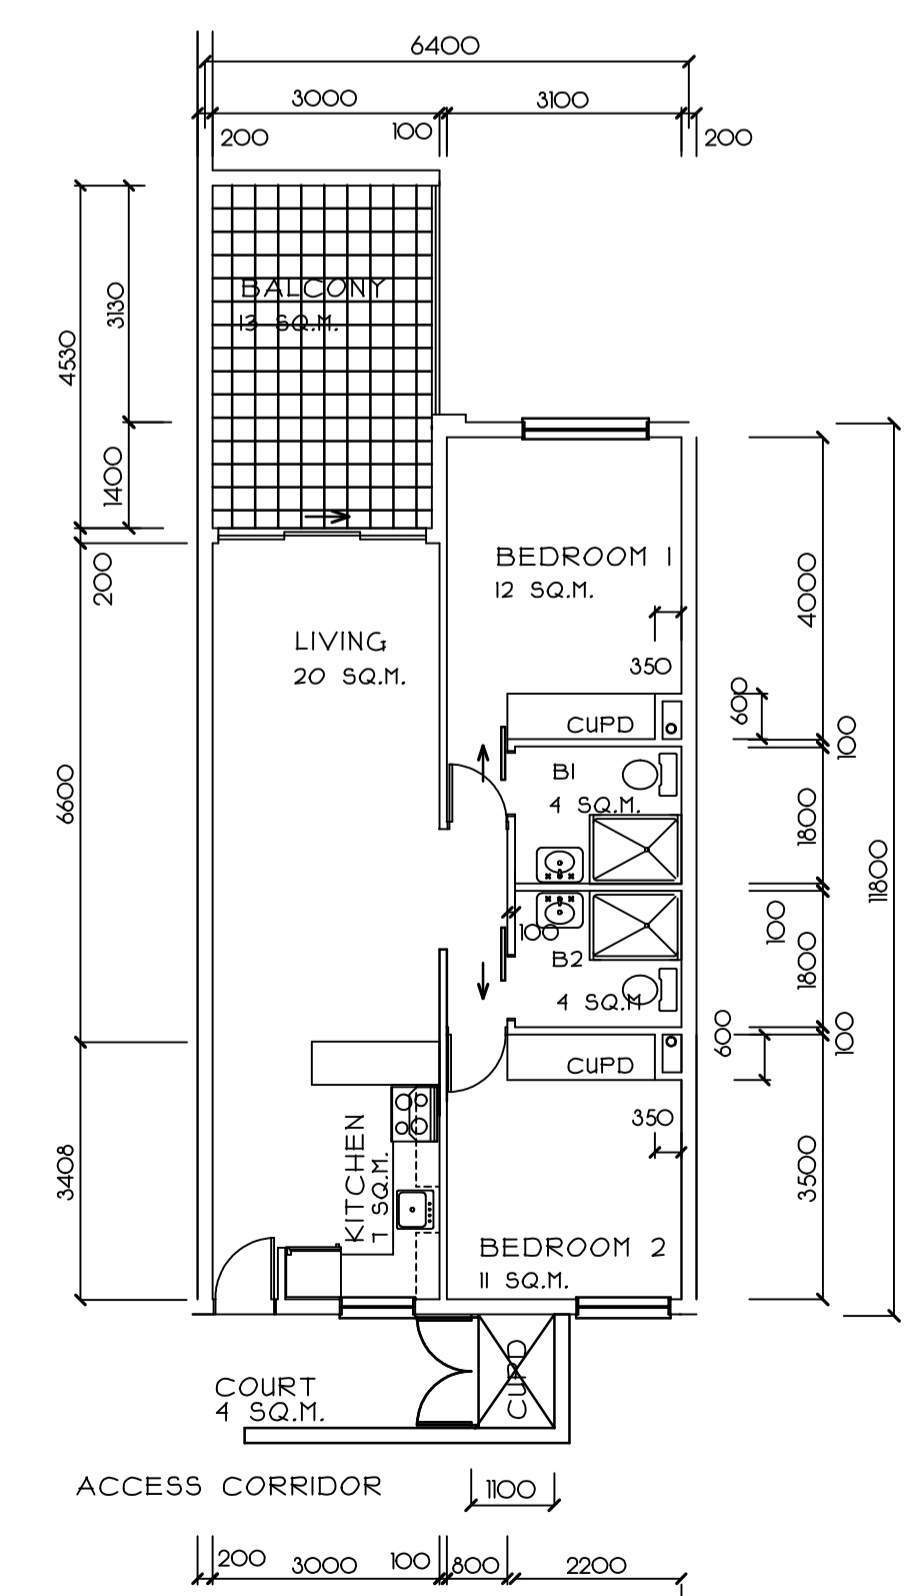 6400
3000
3100
200
100
200
BALCONY
13 SQ.M.
4530
3130
1400
200
BEDROOM 1
12 SQ.M.
350
4000
LIVING
20 SQ.M.
CUPD
600
100
B1
4 SQ.M.
1800
6600
11800
100
100
B2
4 SQ.M
1800
600
100
CUPD
350
3408
KITCHEN
7 SQ.M.
3500
BEDROOM 2
11 SQ.M.
CUPD
COURT
4 SQ.M.
ACCESS CORRIDOR
1100
200
3000
100
800
2200